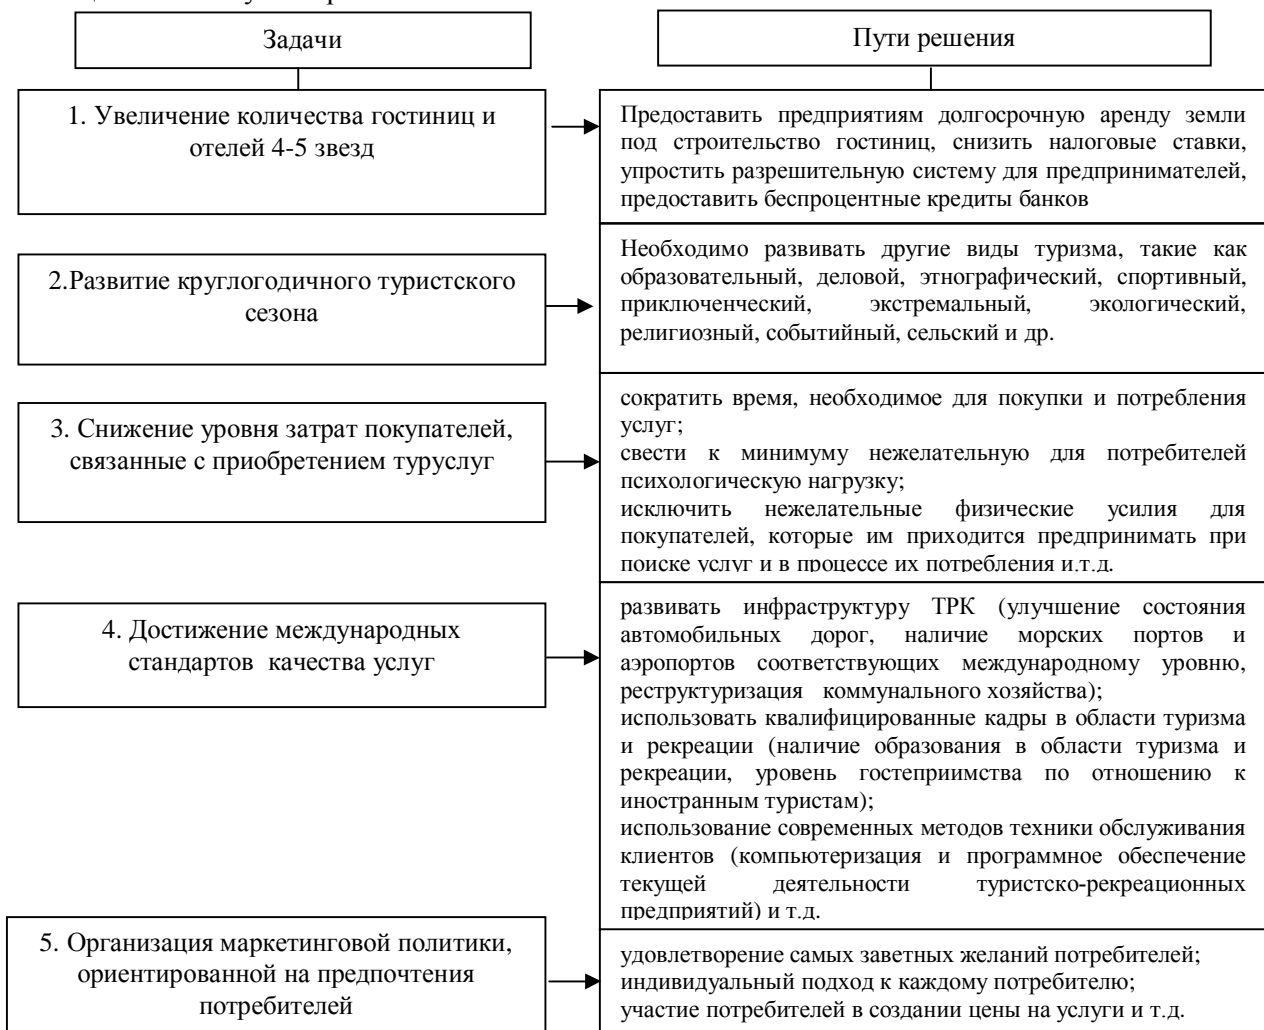 Задачи
Пути решения
1. Увеличение количества гостиниц и
отелей 4-5 звезд
Предоставить предприятиям долгосрочную аренду земли
под строительство гостиниц, снизить налоговые ставки,
упростить разрешительную систему для предпринимателей,
предоставить беспроцентные кредиты банков
2.Развитие круглогодичного туристского
сезона
Необходимо развивать другие виды туризма, такие как
образовательный, деловой, этнографический, спортивный,
приключенческий, экстремальный, экологический,
религиозный, событийный, сельский и др.
3. Снижение уровня затрат покупателей,
связанные с приобретением туруслуг
сократить время, необходимое для покупки и потребления
услуг;
свести к минимуму нежелательную для потребителей
психологическую нагрузку;
исключить нежелательные физические усилия для
покупателей, которые им приходится предпринимать при
поиске услуг и в процессе их потребления и.т.д.
4. Достижение международных
стандартов качества услуг
развивать инфраструктуру ТРК (улучшение состояния
автомобильных дорог, наличие морских портов и
аэропортов соответствующих международному уровню,
реструктуризация коммунального хозяйства);
использовать квалифицированные кадры в области туризма
и рекреации (наличие образования в области туризма и
рекреации, уровень гостеприимства по отношению к
иностранным туристам);
использование современных методов техники обслуживания
клиентов (компьютеризация и программное обеспечение
текущей деятельности туристско-рекреационных
предприятий) и т.д.
5. Организация маркетинговой политики,
ориентированной на предпочтения
потребителей
удовлетворение самых заветных желаний потребителей;
индивидуальный подход к каждому потребителю;
участие потребителей в создании цены на услуги и т.д.